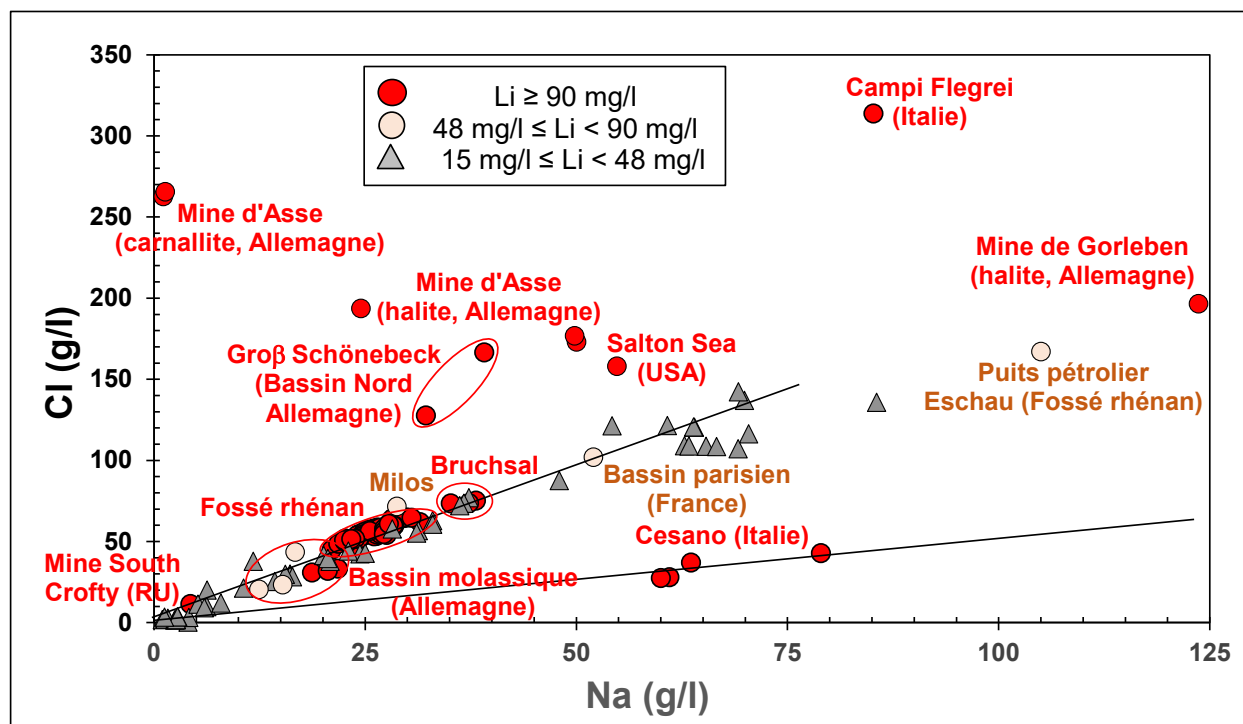 350
300
250
200
150
100
50
0
Cl (g/l)
Li ≥ 90 mg/l
48 mg/l ≤ Li < 90 mg/l
15 mg/l ≤ Li < 48 mg/l
Campi Flegrei
(Italie)
Mine d'Asse
(carnallite, Allemagne)
Mine de Gorleben
(halite, Allemagne)
Mine d'Asse
(halite, Allemagne)
Groβ Schönebeck
(Bassin Nord
Allemagne)
Salton Sea
(USA)
Puits pétrolier
Eschau (Fossé rhénan)
Bruchsal
Milos
Bassin parisien
(France)
Fossé rhénan
Cesano (Italie)
Mine South
Crofty (RU)
Bassin molassique
(Allemagne)
0 25 50 75 100 125
Na (g/l)